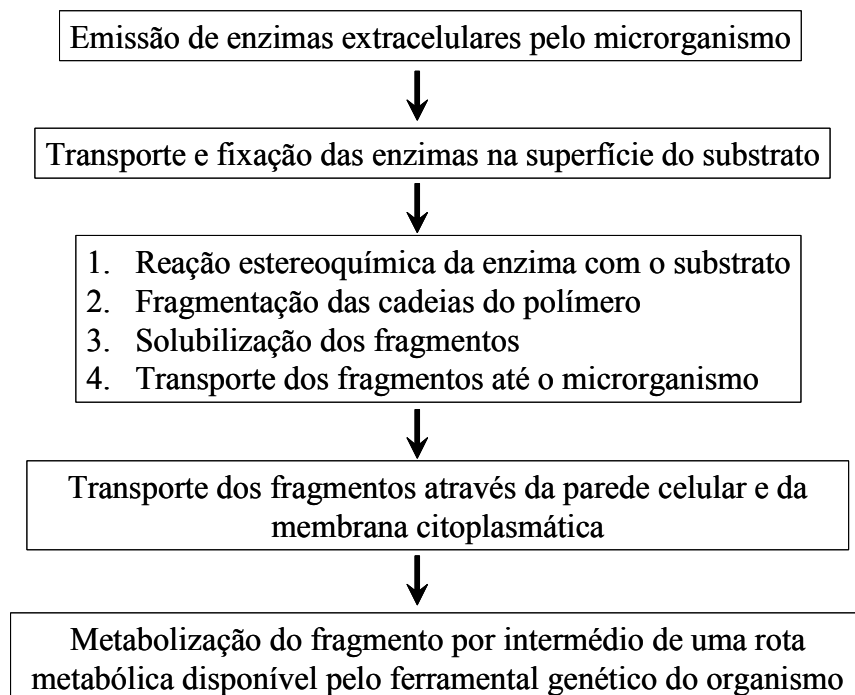 Emissão de enzimas extracelulares pelo microrganismo
Transporte e fixação das enzimas na superfície do substrato
1. Reação estereoquímica da enzima com o substrato
2. Fragmentação das cadeias do polímero
3. Solubilização dos fragmentos
4. Transporte dos fragmentos até o microrganismo
Transporte dos fragmentos através da parede celular e da
membrana citoplasmática
Metabolização do fragmento por intermédio de uma rota
metabólica disponível pelo ferramental genético do organismo